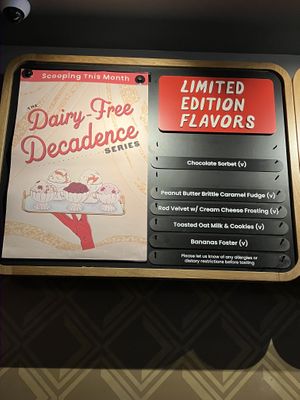 Scooping This Month
THE
Dairy-Free
Decadence
SERIES
LIMITED
EDITION
FLAVORS
Chocolate Sorbet (v)
Peanut Butter Brittle Caramel Fudge (v)
Red Velvet w/ Cream Cheese Frosting (v)
Toasted Oat Milk & Cookies (v)
Bananas Foster (v)
Please let us know of any allergies or
dietary restrictions before tasting